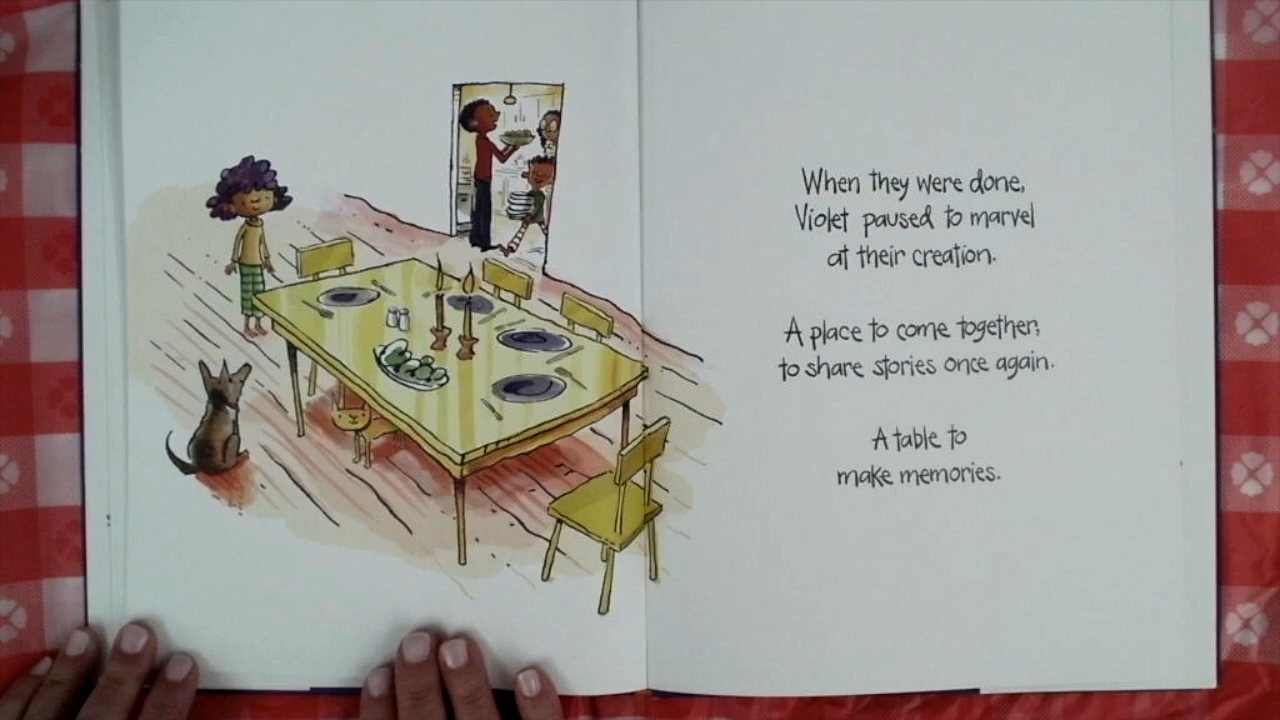 When they were done,
Violet paused to marvel
at their creation.
A place to come together,
to share stories once again.
A table to
make memories.